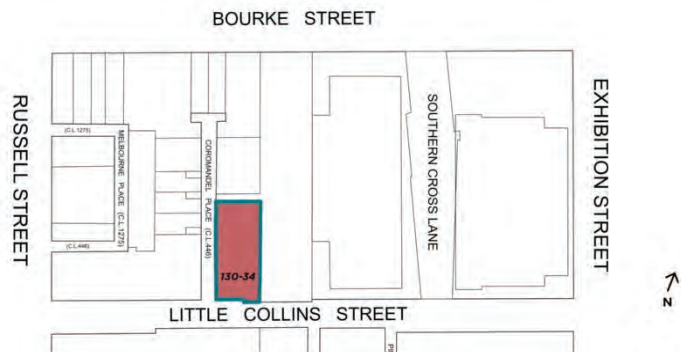 BOURKE STREET
RUSSELL STREET
(C.L.1275)
MELBOURNE PLACE (C.L.1275)
(C.L.446)
COROMANDEL PLACE (C.L.446)
130-34
SOUTHERN CROSS LANE
EXHIBITION STREET
LITTLE COLLINS STREET
N